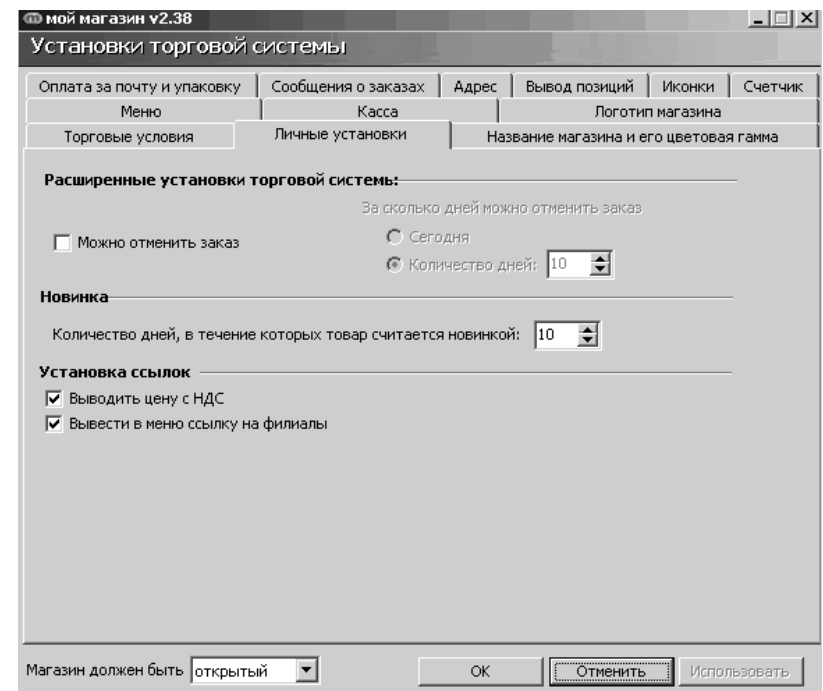 мой магазин v2.38
Установки торговой системы
Оплата за почту и упаковку Сообщения о заказах Адрес Вывод позиций Иконки Счетчик
Меню Касса Логотип магазина
Торговые условия Личные установки Название магазина и его цветовая гамма
Расширенные установки торговой системь:
За сколько дней можно отменить заказ
Можно отменить заказ
Сегодня
Количество дней: 10
Новинка
Количество дней, в течение которых товар считается новинкой: 10
Установка ссылок
Выводить цену с НДС
Вывести в меню ссылку на филиалы
Магазин должен быть открытый OK Отменить Использовать